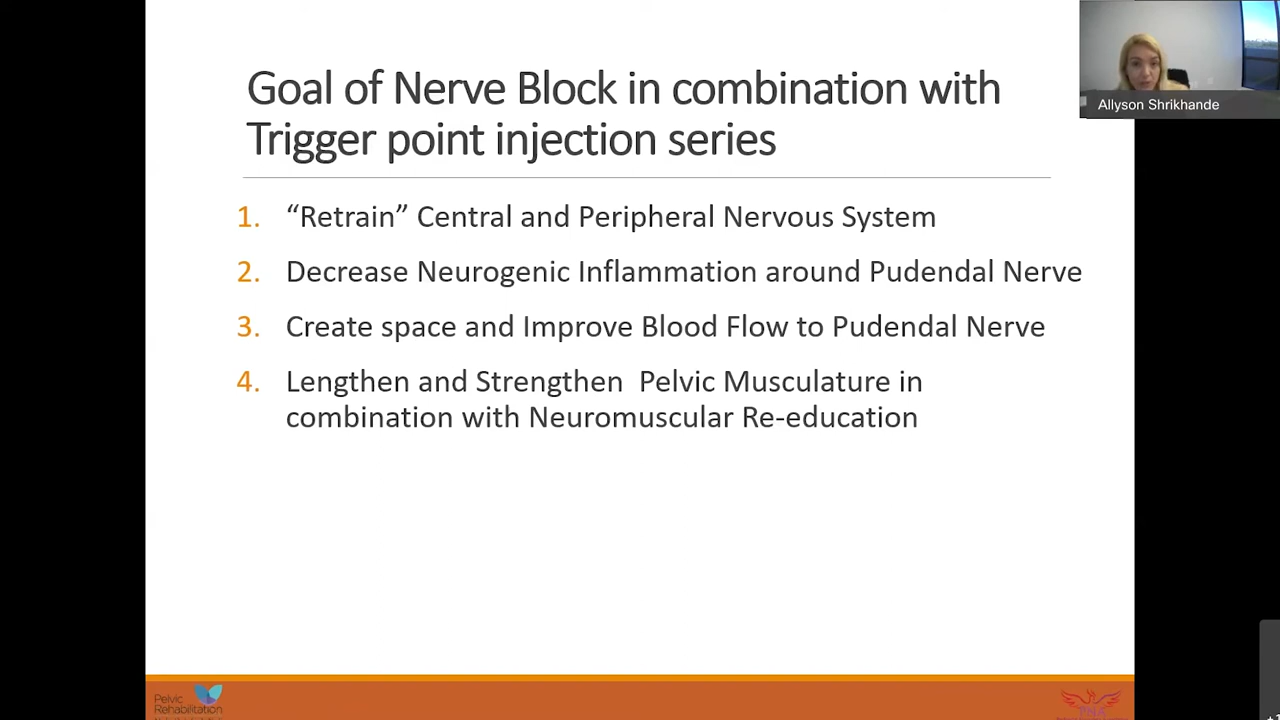 Goal of Nerve Block in combination with
Trigger point injection series
Allyson Shrikhande
1. “Retrain” Central and Peripheral Nervous System
2. Decrease Neurogenic Inflammation around Pudendal Nerve
3. Create space and Improve Blood Flow to Pudendal Nerve
4. Lengthen and Strengthen Pelvic Musculature in
combination with Neuromuscular Re-education
Pelvic
Rehabilitation